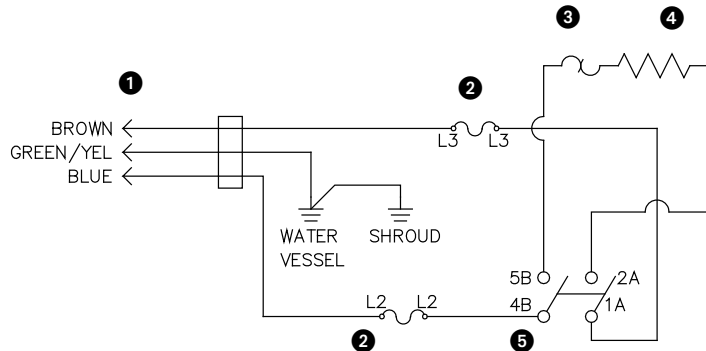 3
4
1
2
BROWN
L3 L3
GREEN/YEL
BLUE
WATER VESSEL
SHROUD
5B
2A
L2 L2
4B
1A
2
5